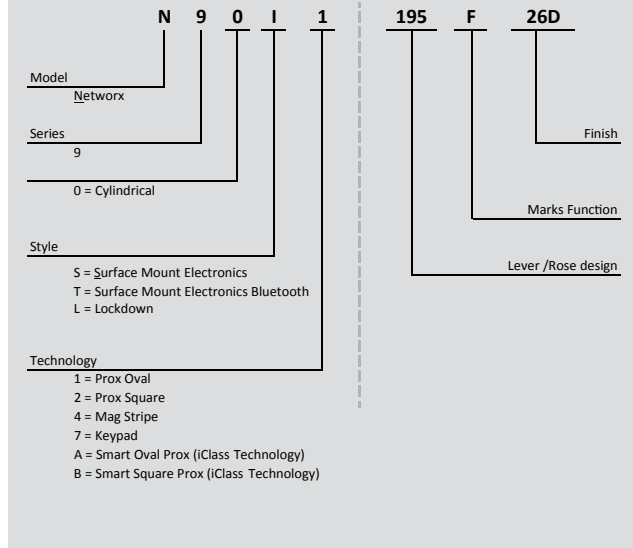 N 9 0 I 1 195 F 26D
Model
Networx
Series
9
Finish
0 = Cylindrical
Marks Function
Style
Lever /Rose design
S = Surface Mount Electronics
T = Surface Mount Electronics Bluetooth
L = Lockdown
Technology
1 = Prox Oval
2 = Prox Square
4 = Mag Stripe
7 = Keypad
A = Smart Oval Prox (iClass Technology)
B = Smart Square Prox (iClass Technology)